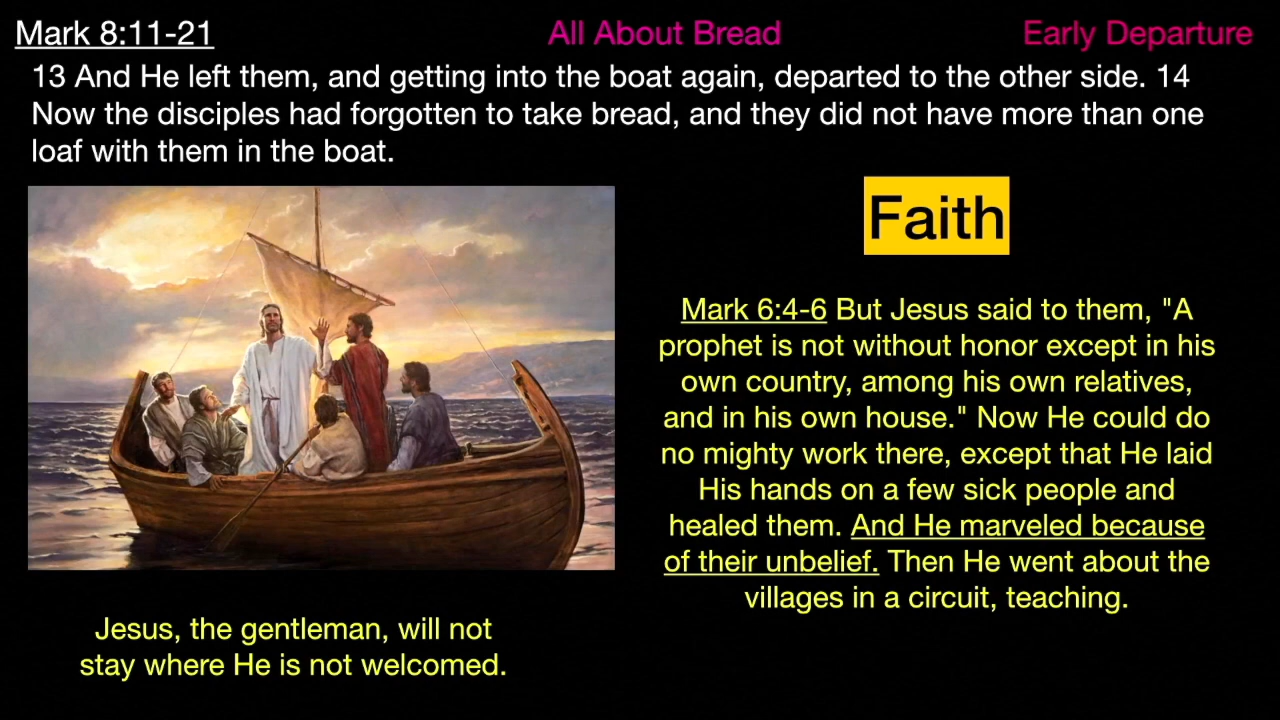 Mark 8:11-21
All About Bread
Early Departure
13 And He left them, and getting into the boat again, departed to the other side. 14
Now the disciples had forgotten to take bread, and they did not have more than one
loaf with them in the boat.
Faith
Mark 6:4-6 But Jesus said to them, "A
prophet is not without honor except in his
own country, among his own relatives,
and in his own house." Now He could do
no mighty work there, except that He laid
His hands on a few sick people and
healed them. And He marveled because
of their unbelief. Then He went about the
villages in a circuit, teaching.
Jesus, the gentleman, will not
stay where He is not welcomed.